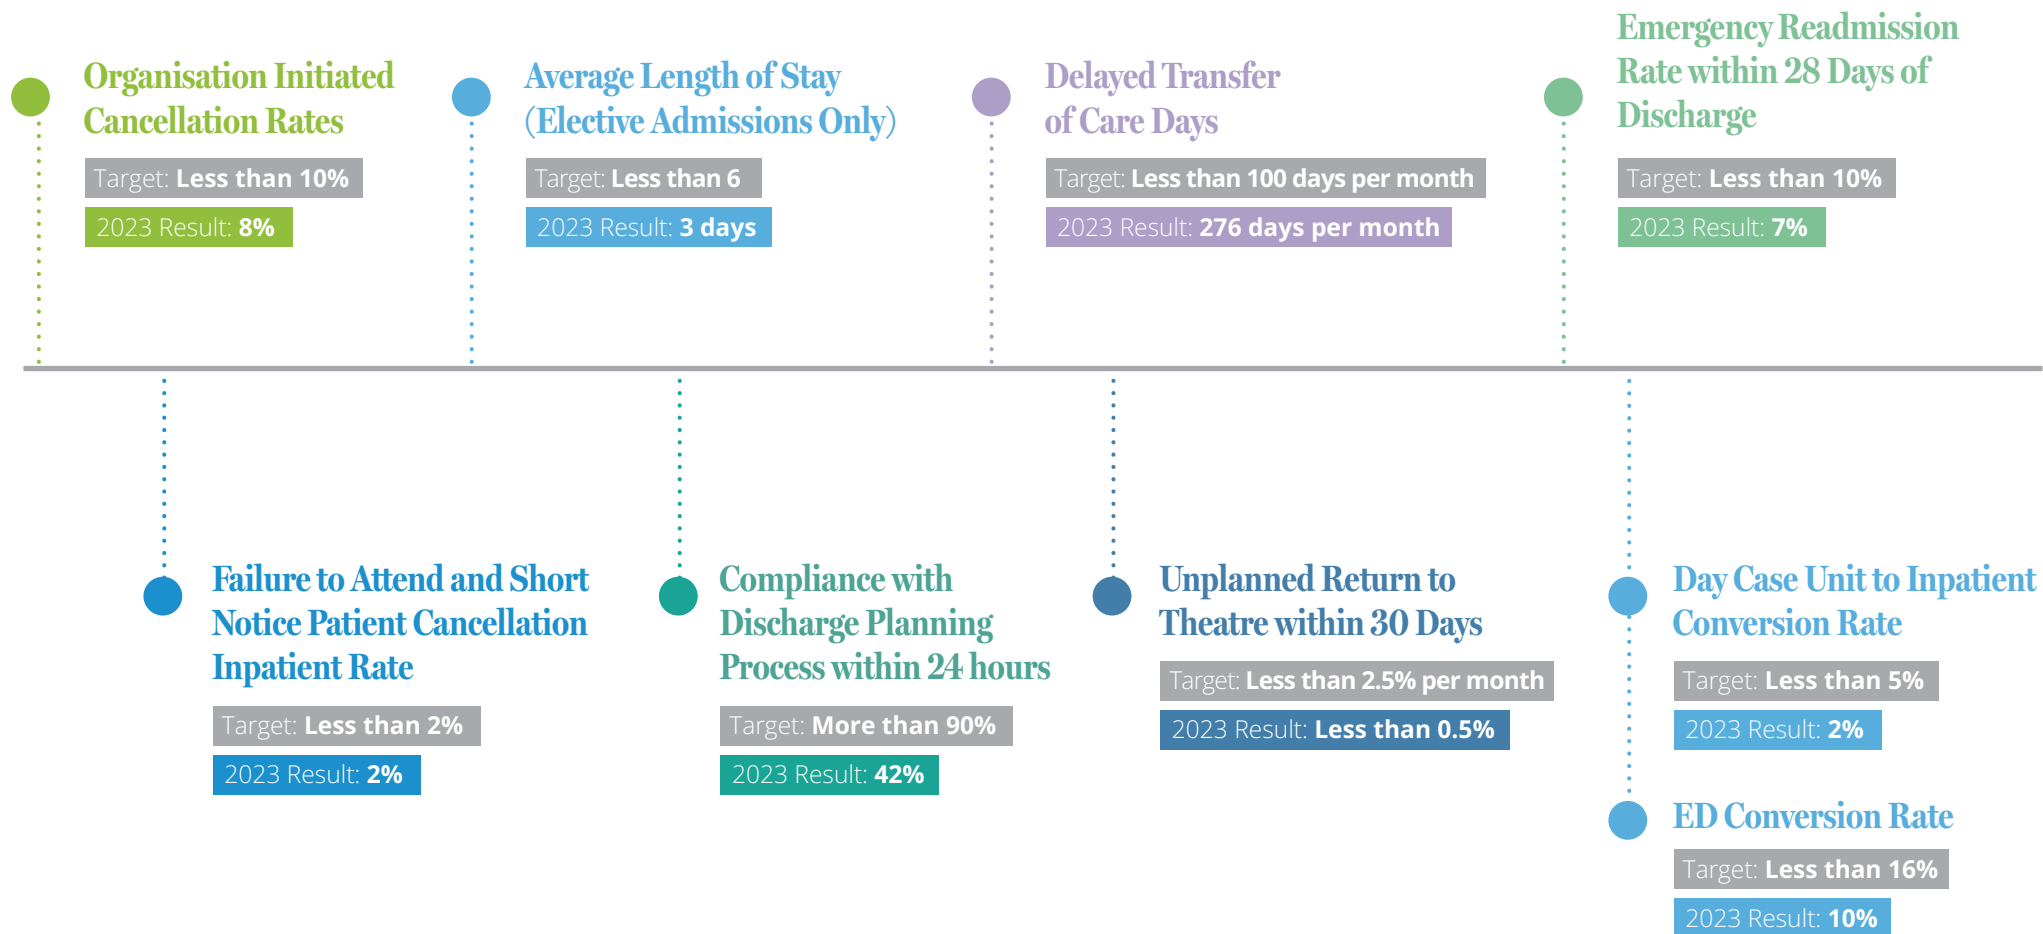 Organisation Initiated
Cancellation Rates
Target: Less than 10%
2023 Result: 8%
Average Length of Stay
(Elective Admissions Only)
Target: Less than 6
2023 Result: 3 days
Delayed Transfer
of Care Days
Target: Less than 100 days per month
2023 Result: 276 days per month
Emergency Readmission
Rate within 28 Days of
Discharge
Target: Less than 10%
2023 Result: 7%
Failure to Attend and Short
Notice Patient Cancellation
Inpatient Rate
Target: Less than 2%
2023 Result: 2%
Compliance with
Discharge Planning
Process within 24 hours
Target: More than 90%
2023 Result: 42%
Unplanned Return to
Theatre within 30 Days
Target: Less than 2.5% per month
2023 Result: Less than 0.5%
Day Case Unit to Inpatient
Conversion Rate
Target: Less than 5%
2023 Result: 2%
ED Conversion Rate
Target: Less than 16%
2023 Result: 10%